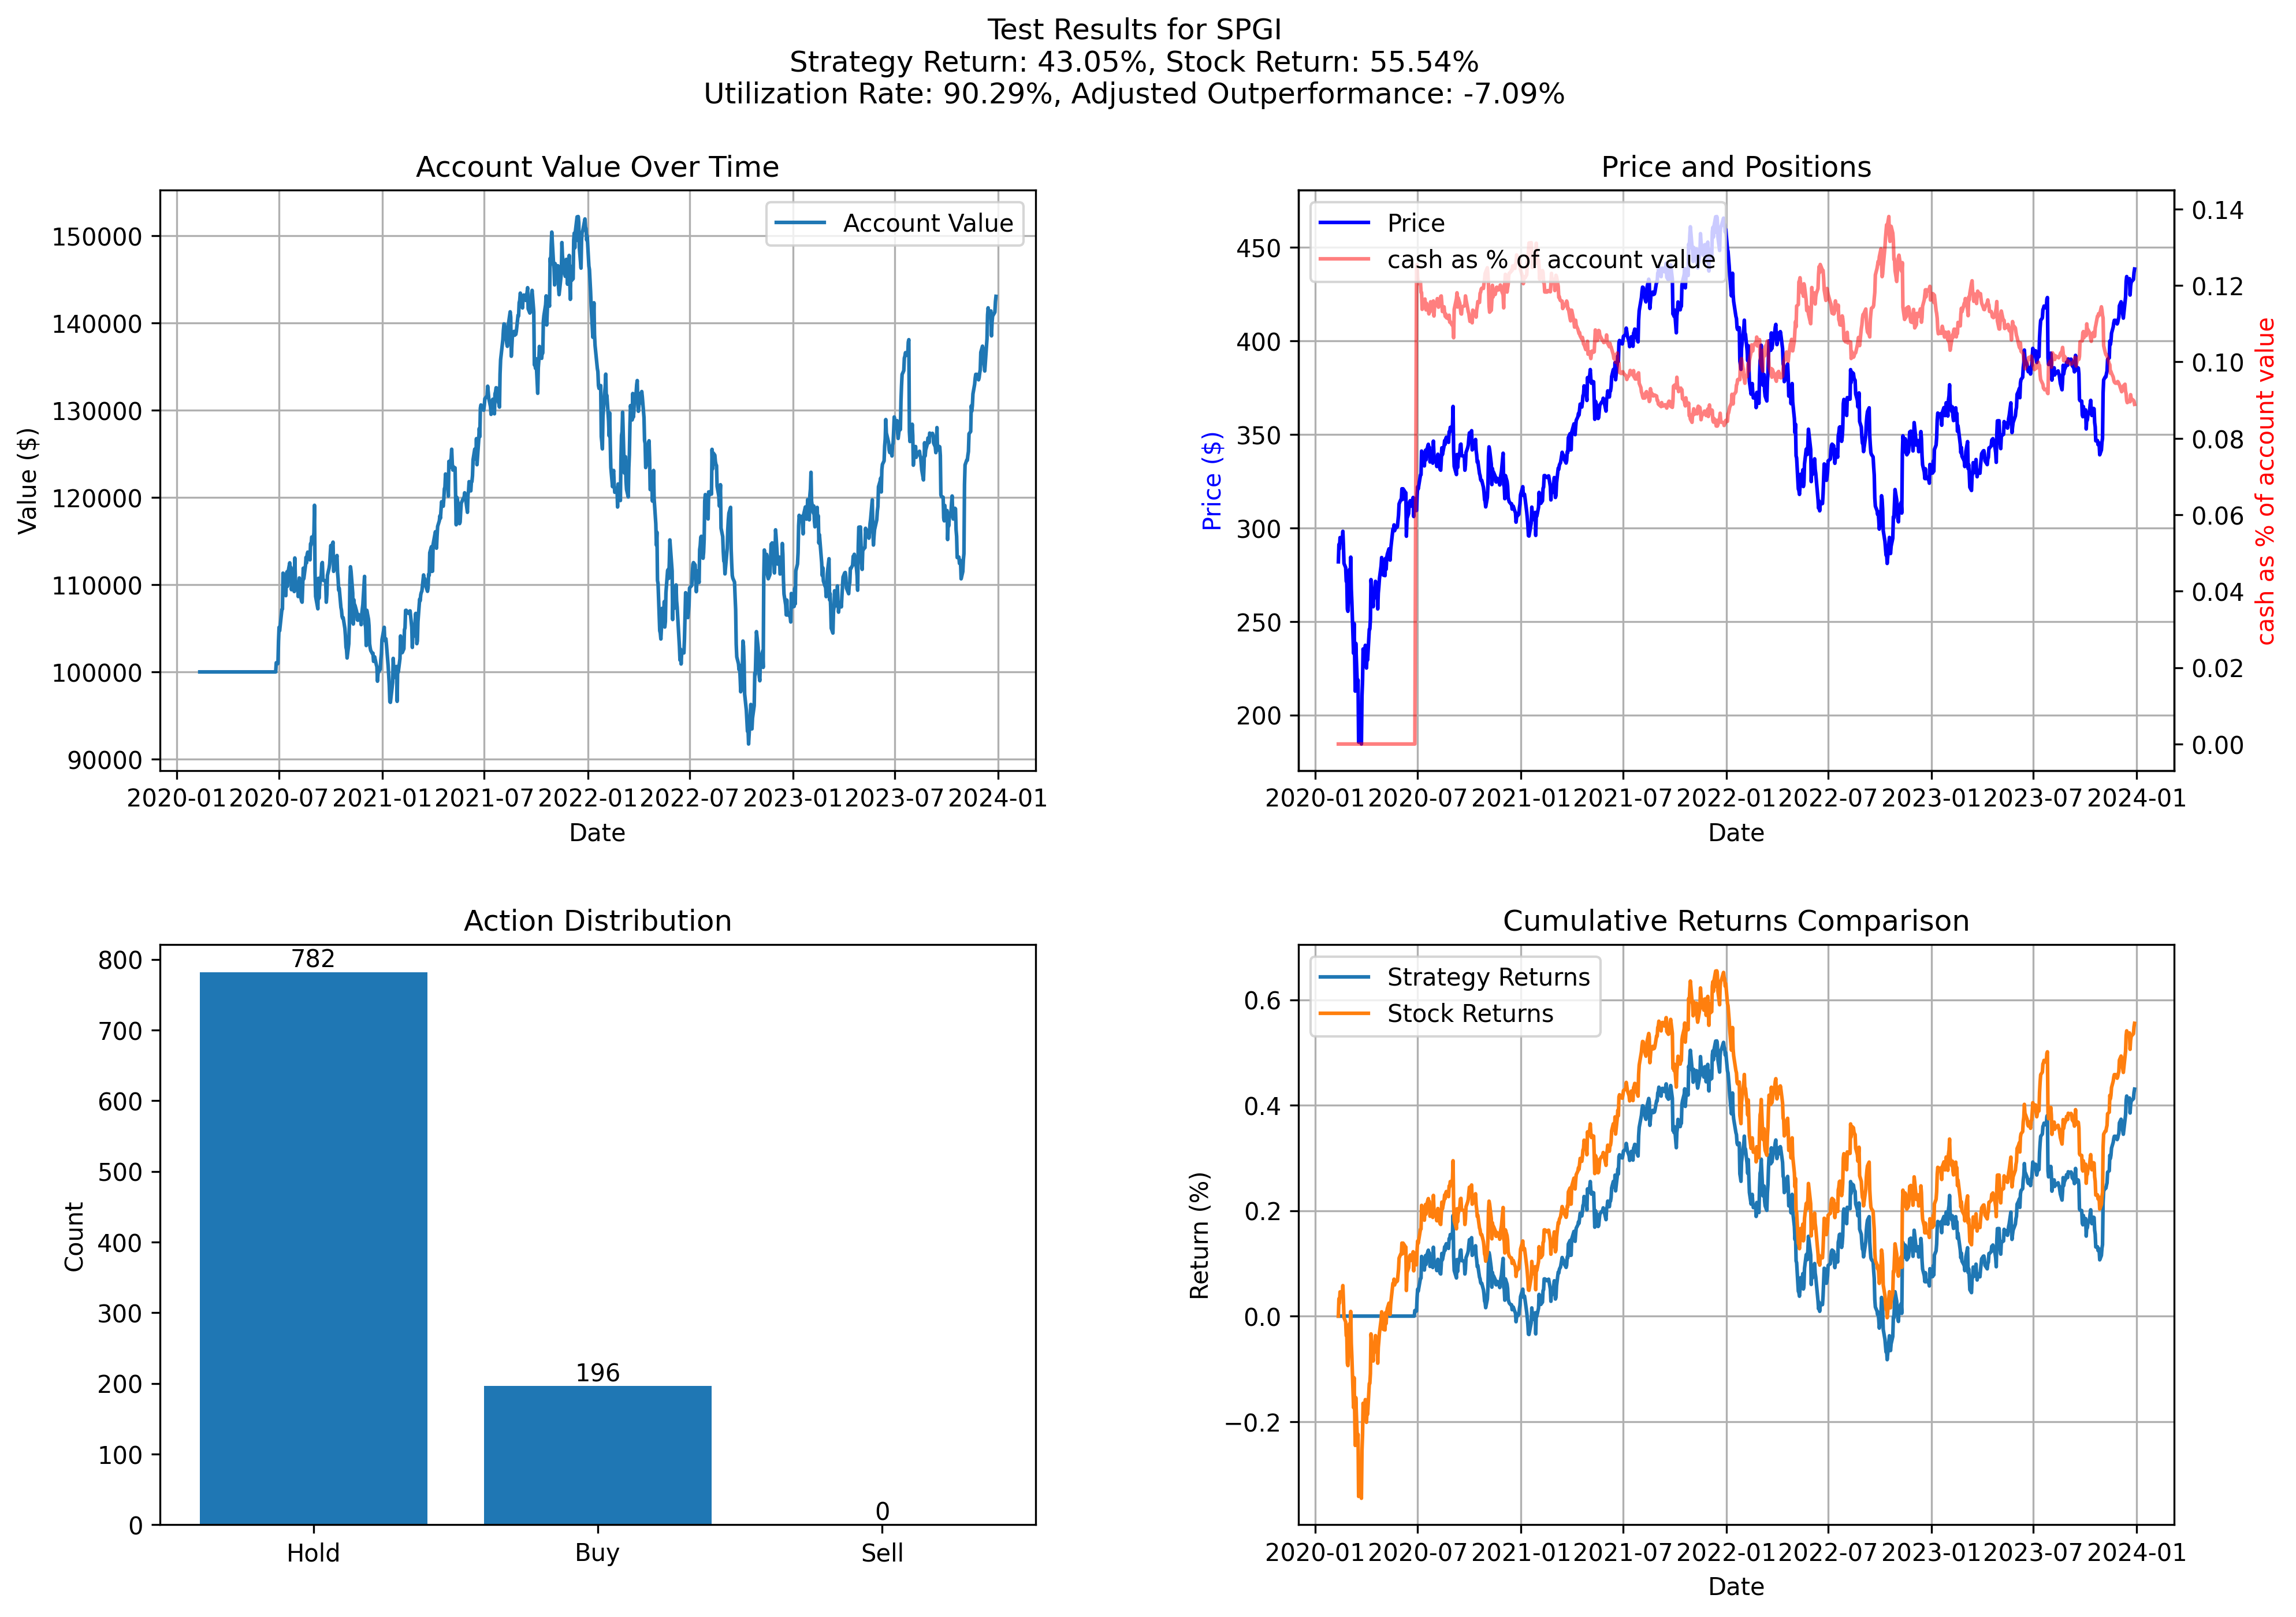 Test Results for SPGI
Strategy Return: 43.05%, Stock Return: 55.54%
Utilization Rate: 90.29%, Adjusted Outperformance: -7.09%
Account Value Over Time
Account Value
Value ($)
150000
140000
130000
120000
110000
100000
90000
2020-01 2020-07 2021-01 2021-07 2022-01 2022-07 2023-01 2023-07 2024-01
Date
Price and Positions
Price
cash as % of account value
Price ($)
450
400
350
300
250
200
0.14
0.12
0.10
0.08
0.06
0.04
0.02
0.00
cash as % of account value
2020-01 2020-07 2021-01 2021-07 2022-01 2022-07 2023-01 2023-07 2024-01
Date
Action Distribution
Count
800
700
600
500
400
300
200
100
0
782
196
0
Hold Buy Sell
Cumulative Returns Comparison
Strategy Returns
Stock Returns
Return (%)
0.6
0.4
0.2
0.0
−0.2
2020-01 2020-07 2021-01 2021-07 2022-01 2022-07 2023-01 2023-07 2024-01
Date